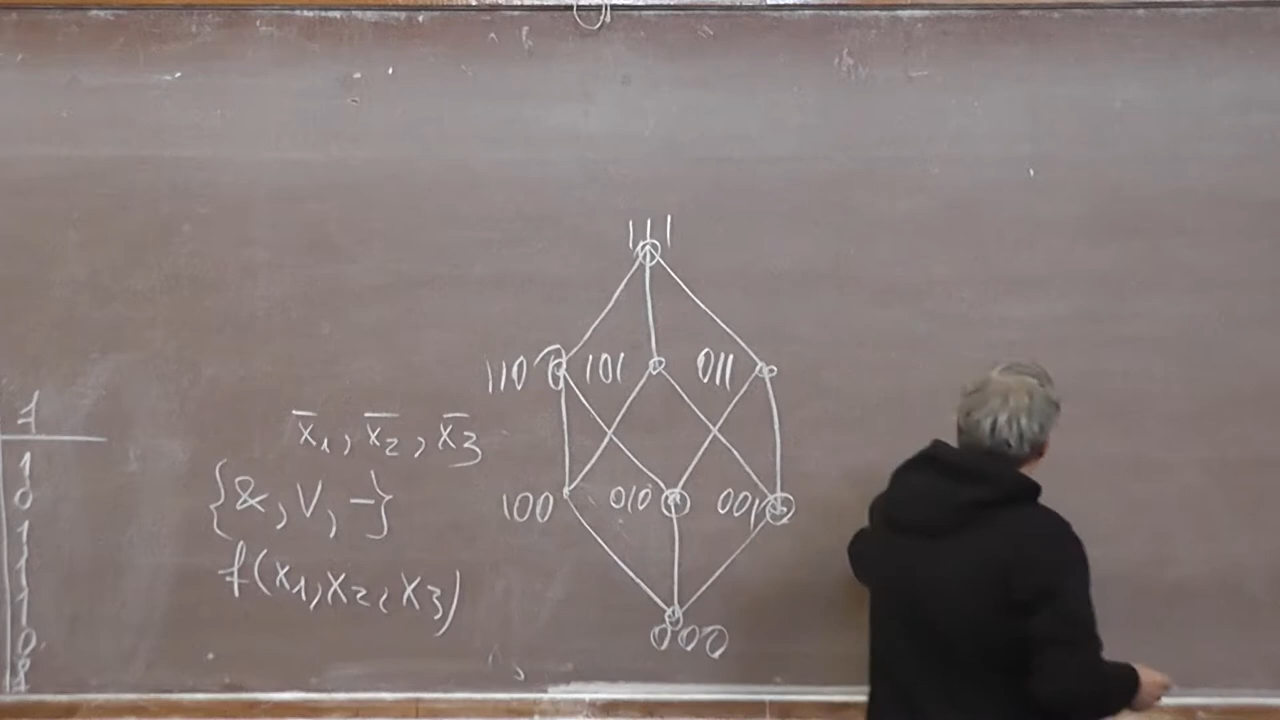 111
110 101 011
100 010 001
000
x̄₁, x̄₂, x̄₃
{&, V, −}
f(x₁, x₂, x₃)
1
0
1
1
1
0